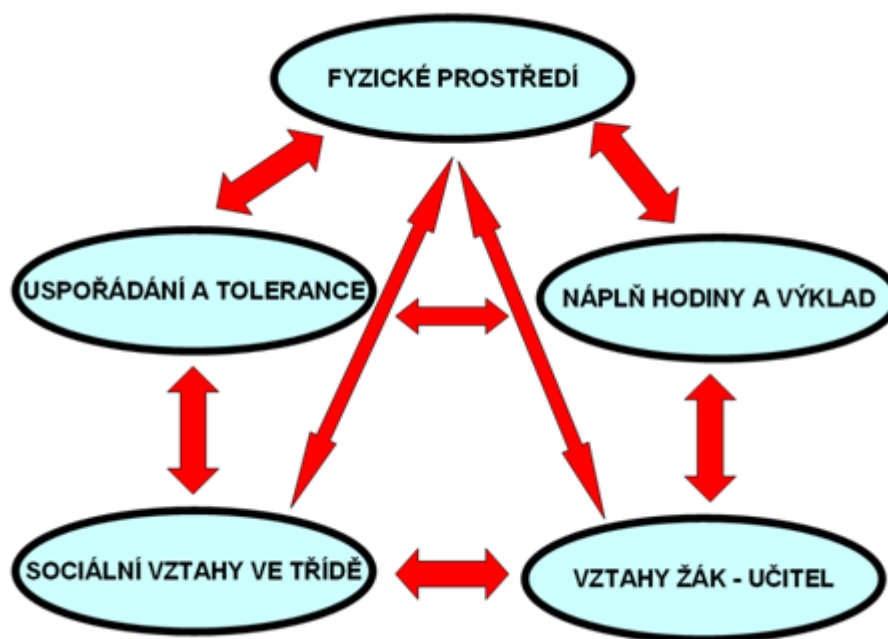 FYZICKÉ PROSTŘEDÍ
USPOŘÁDÁNÍ A TOLERANCE
NÁPLŇ HODINY A VÝKLAD
SOCIÁLNÍ VZTAHY VE TŘÍDĚ
VZTAHY ŽÁK - UČITEL